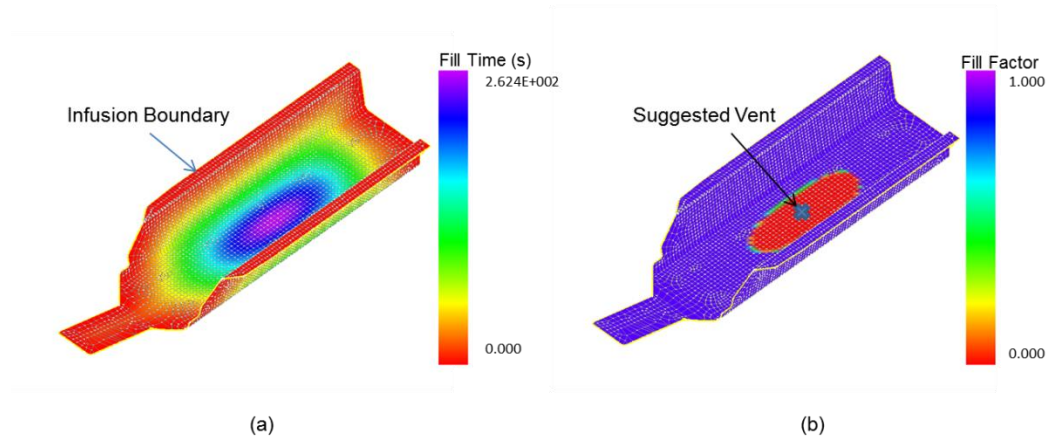 Fill Time (s)
2.624E+002
Infusion Boundary
0.000
(a)
Fill Factor
1.000
Suggested Vent
0.000
(b)